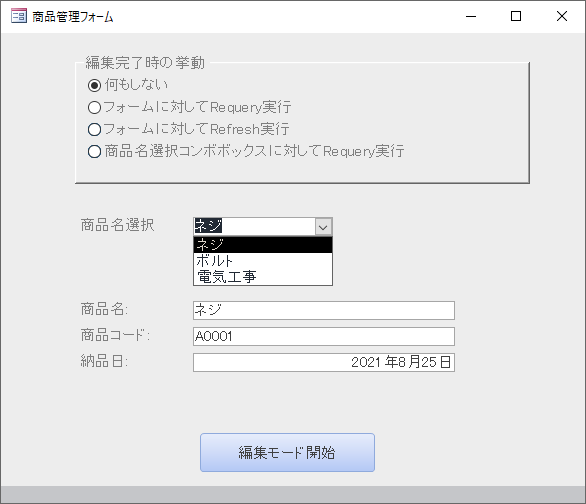 商品管理フォーム
編集完了時の挙動
何もしない
フォームに対してRequery実行
フォームに対してRefresh実行
商品名選択コンボボックスに対してRequery実行
商品名選択 ネジ
ネジ
ボルト
電気工事
商品名: ネジ
商品コード: A0001
納品日: 2021年8月25日
編集モード開始